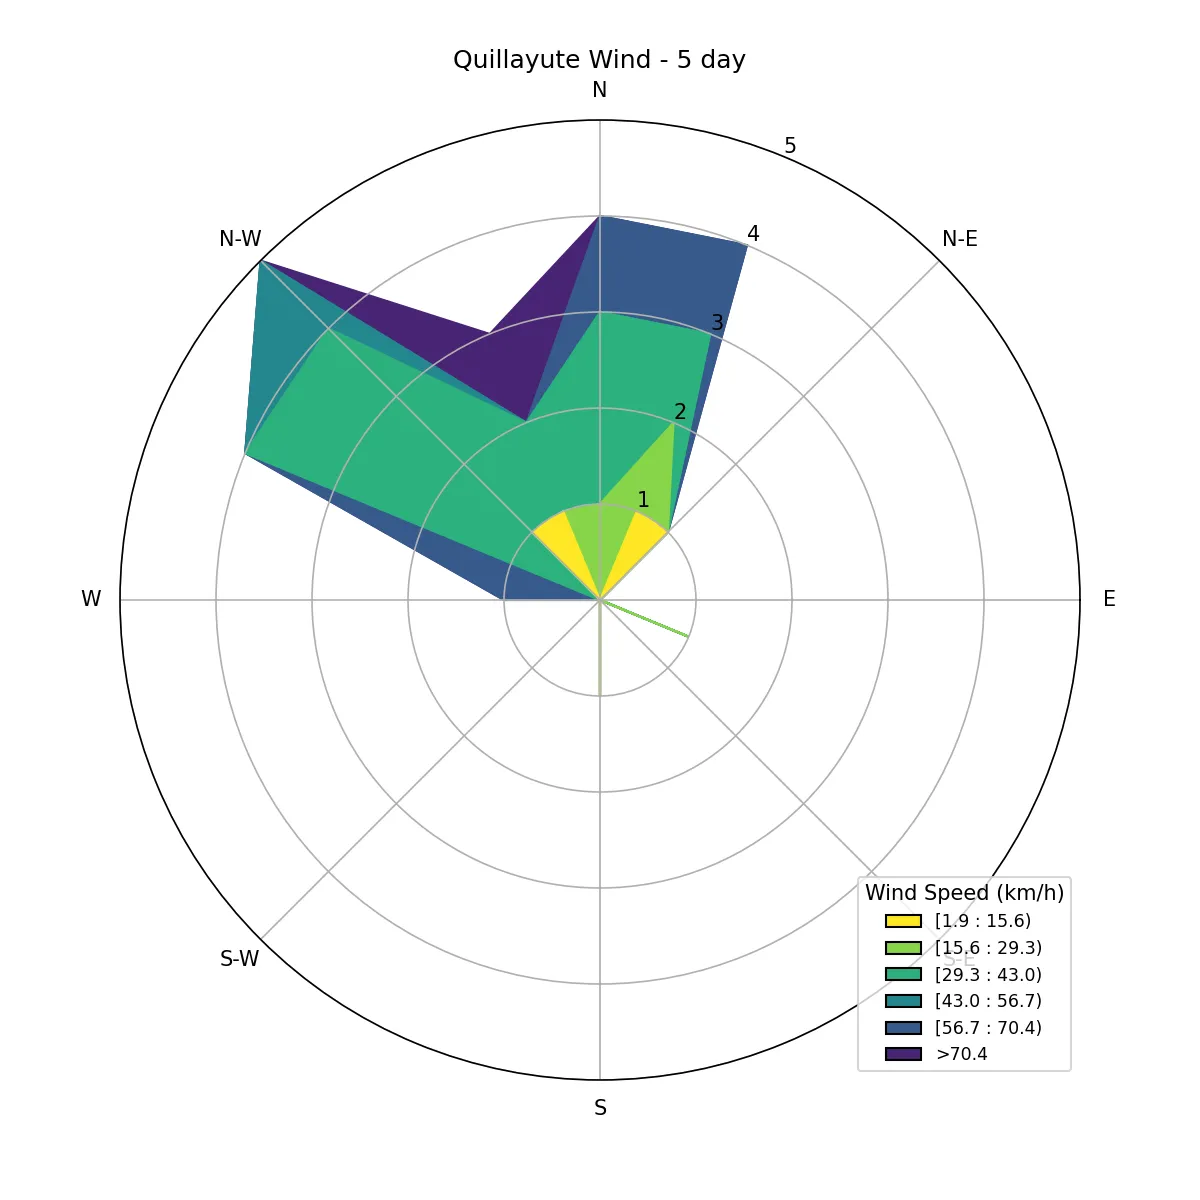 Quillayute Wind - 5 day
N
5
N-W
4
N-E
3
2
1
W
E
Wind Speed (km/h)
[1.9 : 15.6)
[15.6 : 29.3)
S-W
S-E
[29.3 : 43.0)
[43.0 : 56.7)
[56.7 : 70.4)
>70.4
S